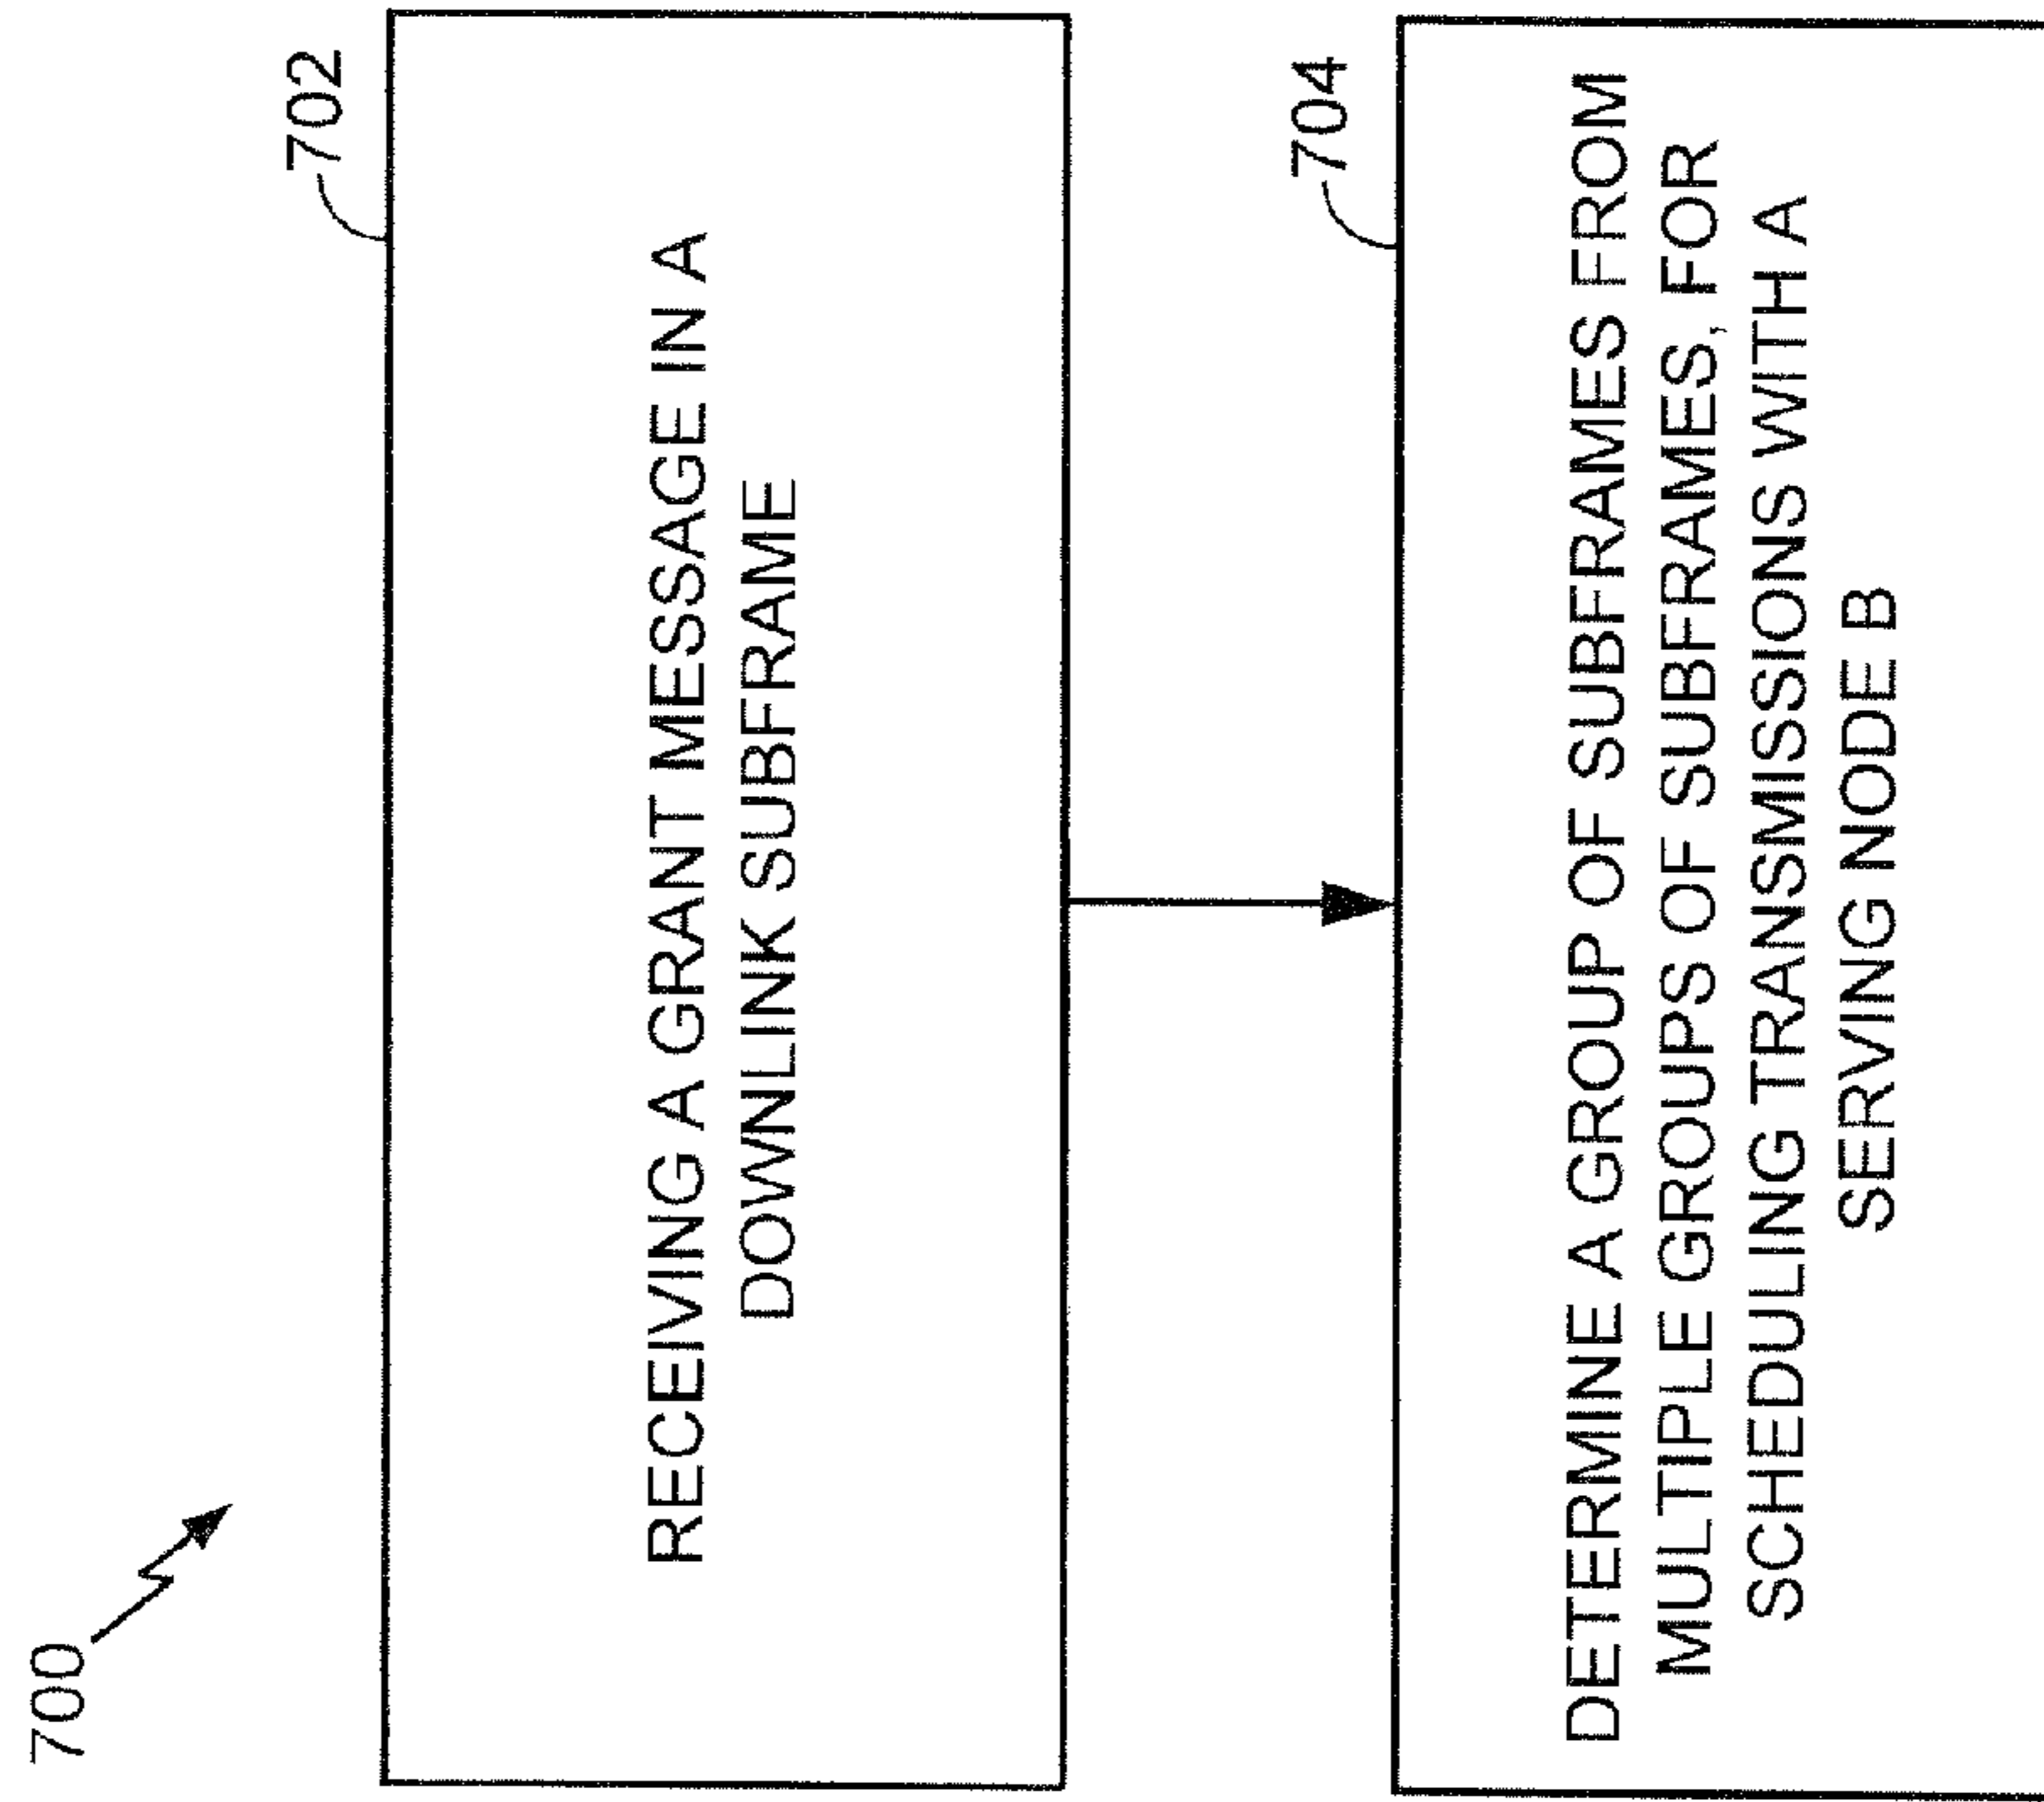 700
702
RECEIVING A GRANT MESSAGE IN A
DOWNLINK SUBFRAME
704
DETERMINE A GROUP OF SUBFRAMES FROM
MULTIPLE GROUPS OF SUBFRAMES, FOR
SCHEDULING TRANSMISSIONS WITH A
SERVING NODE B